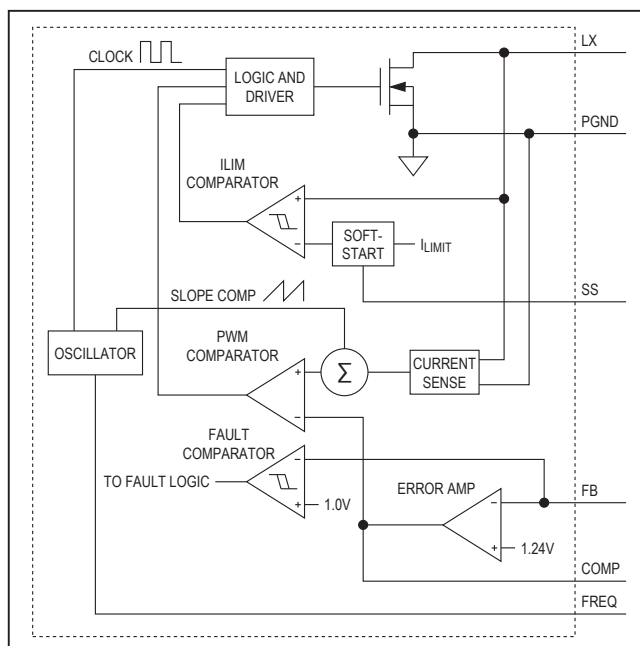 LX
CLOCK
LOGIC AND
DRIVER
PGND
ILIM
COMPARATOR
+
−
SOFT-
START
ILIMIT
SS
SLOPE COMP
OSCILLATOR
PWM
COMPARATOR
+
−
Σ
CURRENT
SENSE
FAULT
COMPARATOR
−
TO FAULT LOGIC
+
1.0V
ERROR AMP
−
FB
+
1.24V
COMP
FREQ